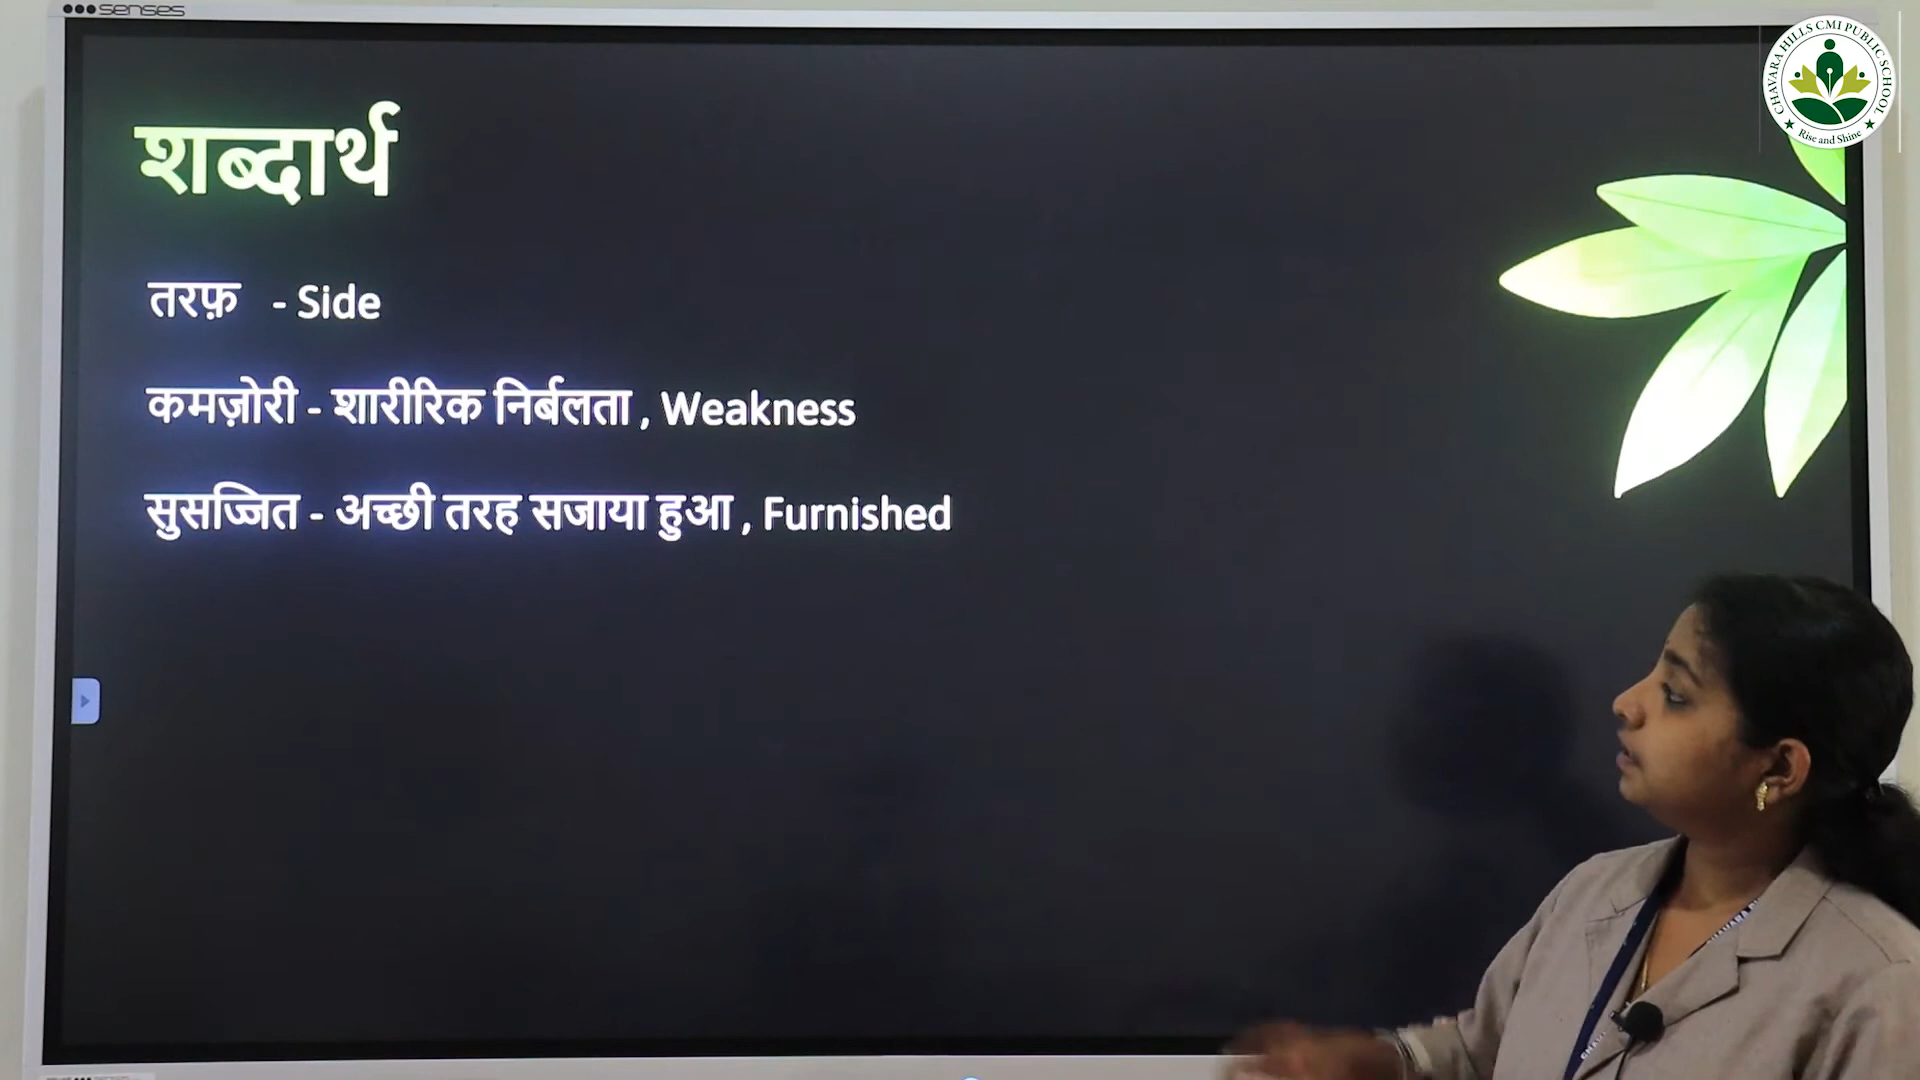 senses
CHAVARA HILLS CMI PUBLIC SCHOOL
Rise and Shine
शब्दार्थ
तरफ़ - Side
कमज़ोरी - शारीरिक निर्बलता , Weakness
सुसज्जित - अच्छी तरह सजाया हुआ , Furnished